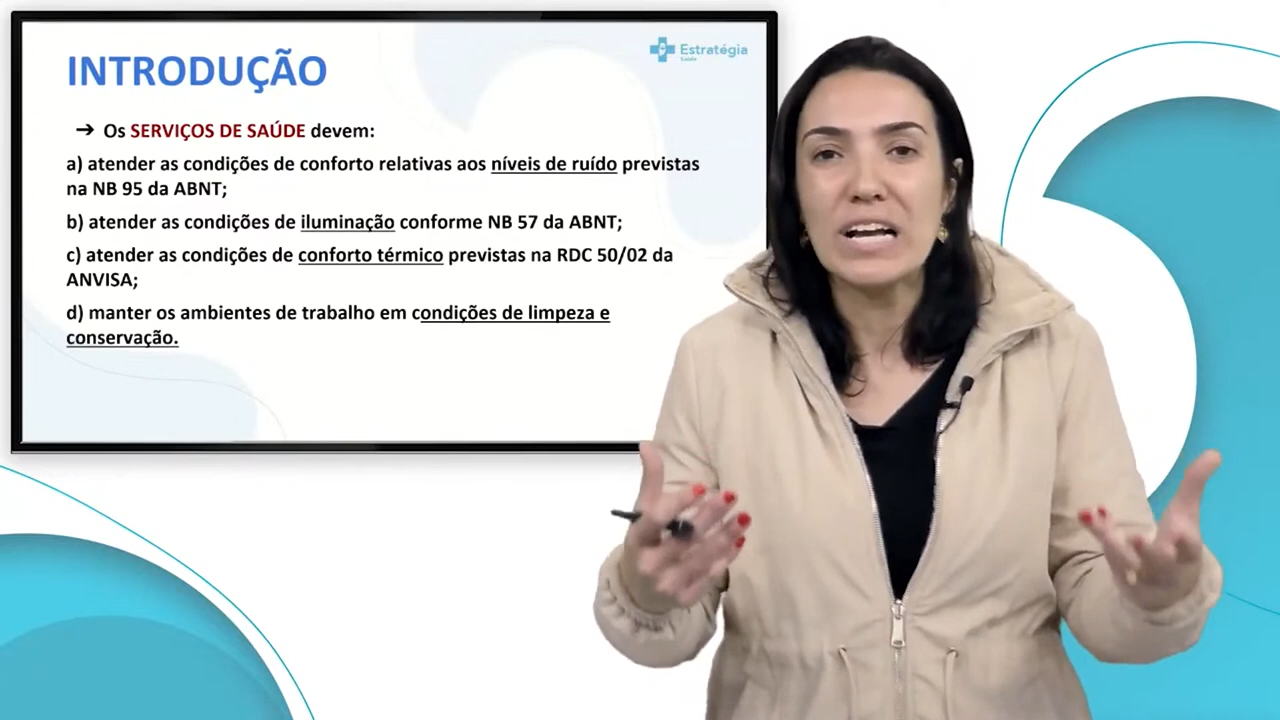 INTRODUÇÃO
Estratégia
Saúde
➔ Os SERVIÇOS DE SAÚDE devem:
a) atender as condições de conforto relativas aos níveis de ruído previstas
na NB 95 da ABNT;
b) atender as condições de iluminação conforme NB 57 da ABNT;
c) atender as condições de conforto térmico previstas na RDC 50/02 da
ANVISA;
d) manter os ambientes de trabalho em condições de limpeza e
conservação.